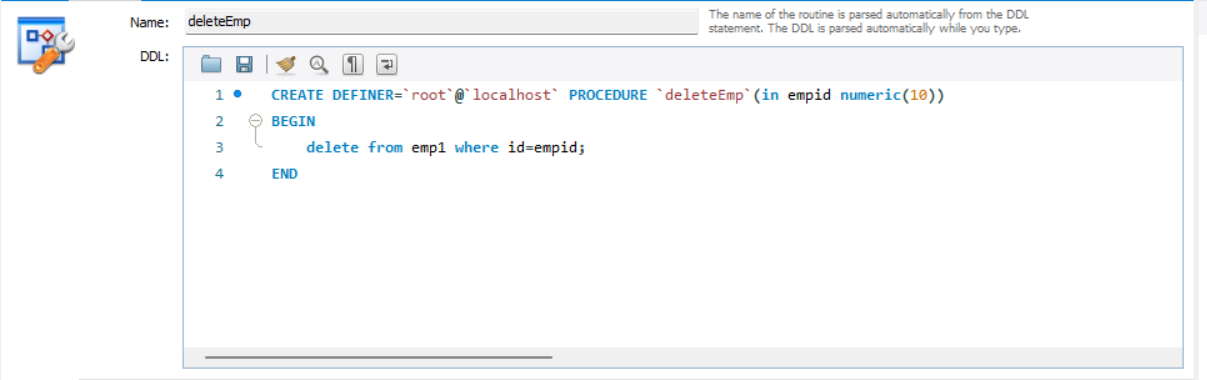 Name: deleteEmp The name of the routine is parsed automatically from the DDL
statement. The DDL is parsed automatically while you type.
DDL:
1 CREATE DEFINER=`root`@`localhost` PROCEDURE `deleteEmp`(in empid numeric(10))
2 BEGIN
3 delete from emp1 where id=empid;
4 END